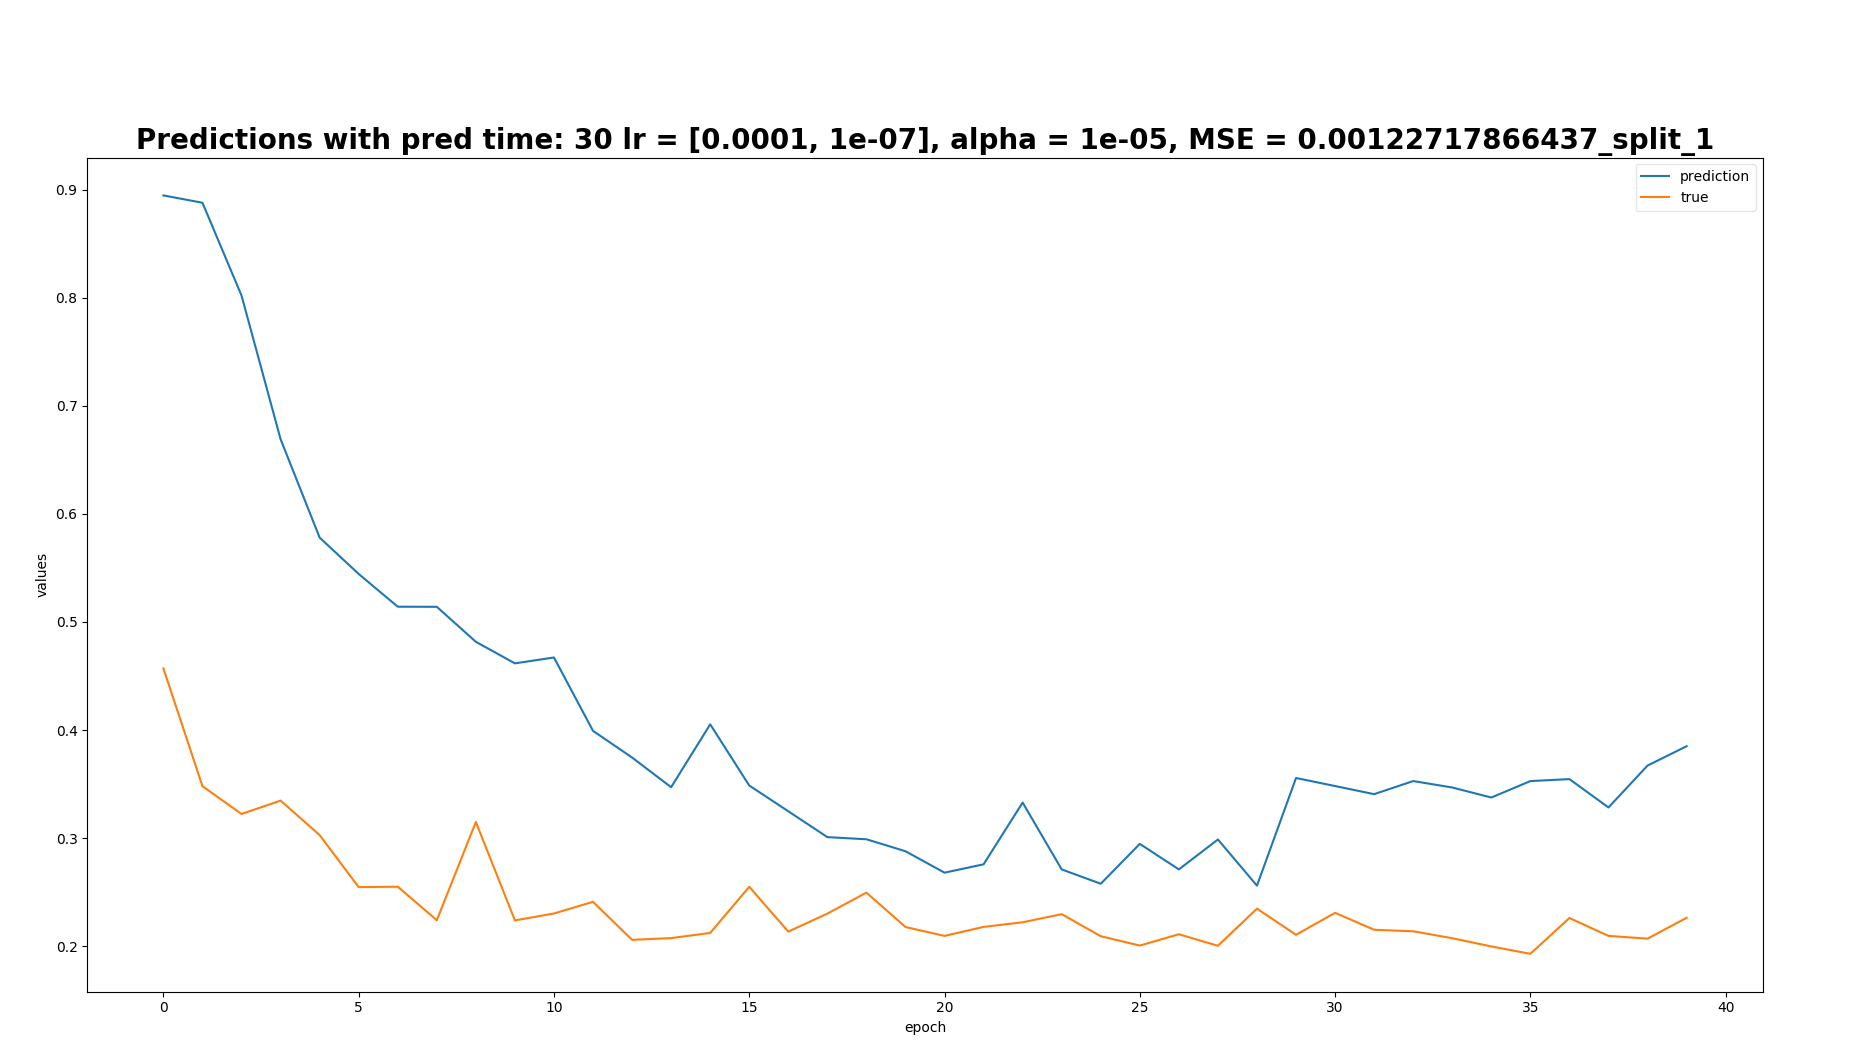 Predictions with pred time: 30 lr = [0.0001, 1e-07], alpha = 1e-05, MSE = 0.00122717866437_split_1
prediction
true
0.9
0.8
0.7
0.6
0.5
0.4
0.3
0.2
values
0 5 10 15 20 25 30 35 40
epoch